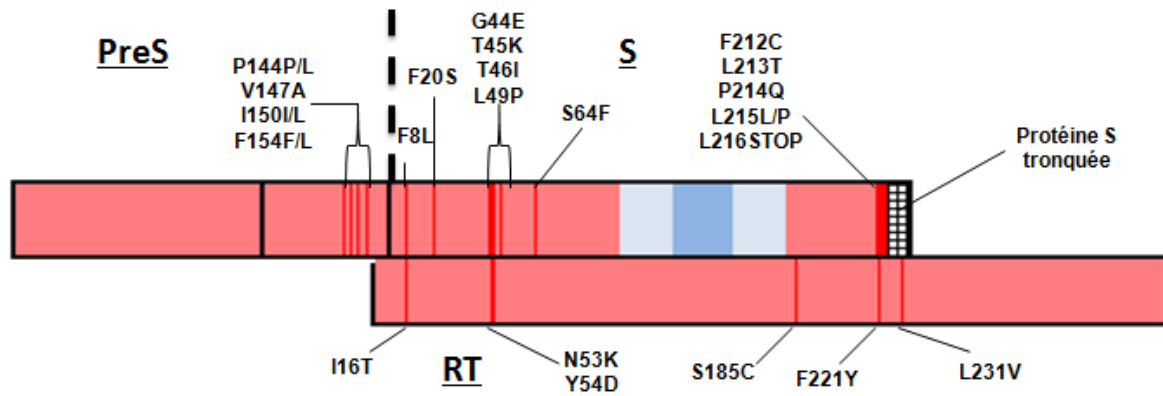 PreS
S
P144P/L
V147A
I150I/L
F154F/L
F8L
F20S
G44E
T45K
T46I
L49P
S64F
F212C
L213T
P214Q
L215L/P
L216STOP
Protéine S
tronquée
I16T
RT
N53K
Y54D
S185C
F221Y
L231V